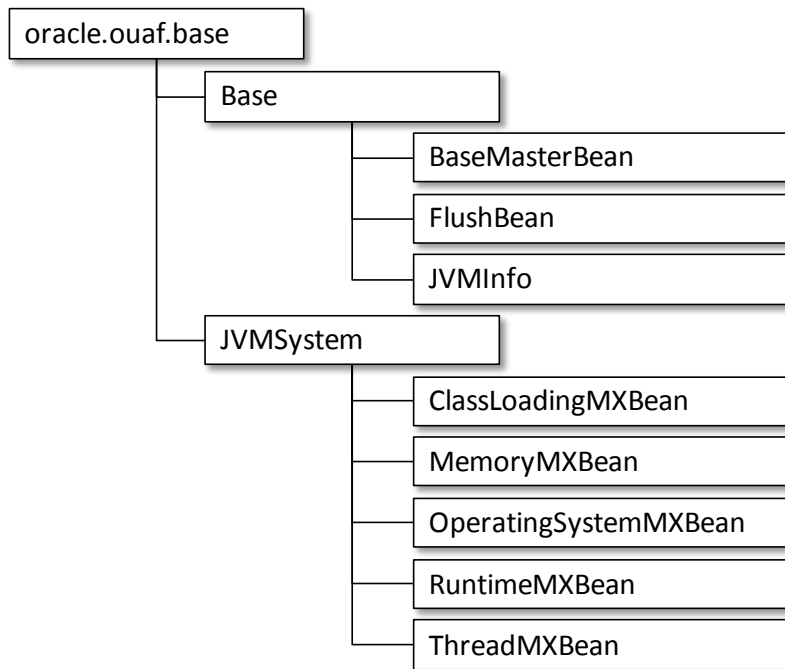 oracle.ouaf.base
Base
BaseMasterBean
FlushBean
JVMInfo
JVMSystem
ClassLoadingMXBean
MemoryMXBean
OperatingSystemMXBean
RuntimeMXBean
ThreadMXBean